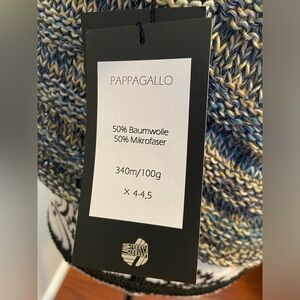 PAPPAGALLO
50% Baumwolle
50% Mikrofaser
340m/100g
X 4-4,5